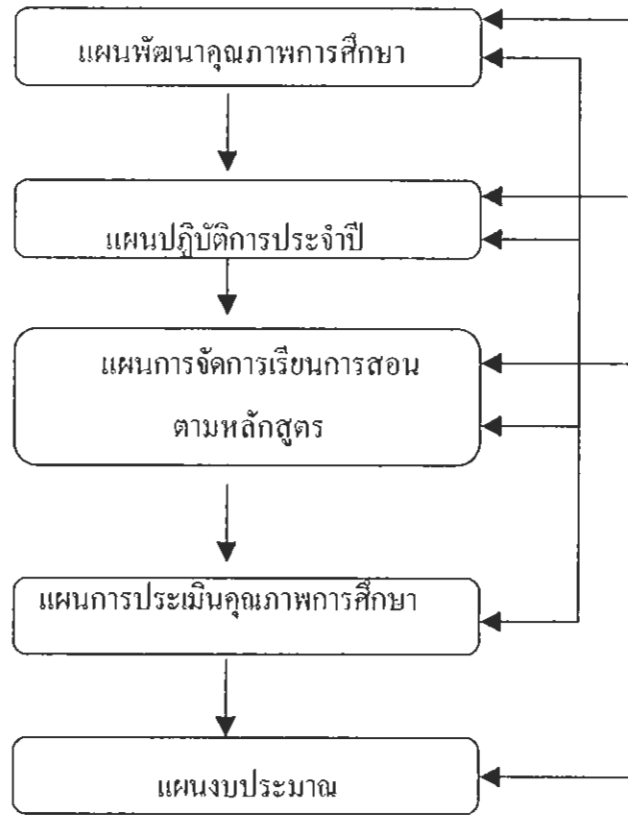 แผนพัฒนาคุณภาพการศึกษา
แผนปฏิบัติการประจำปี
แผนการจัดการเรียนการสอน
ตามหลักสูตร
แผนการประเมินคุณภาพการศึกษา
แผนงบประมาณ